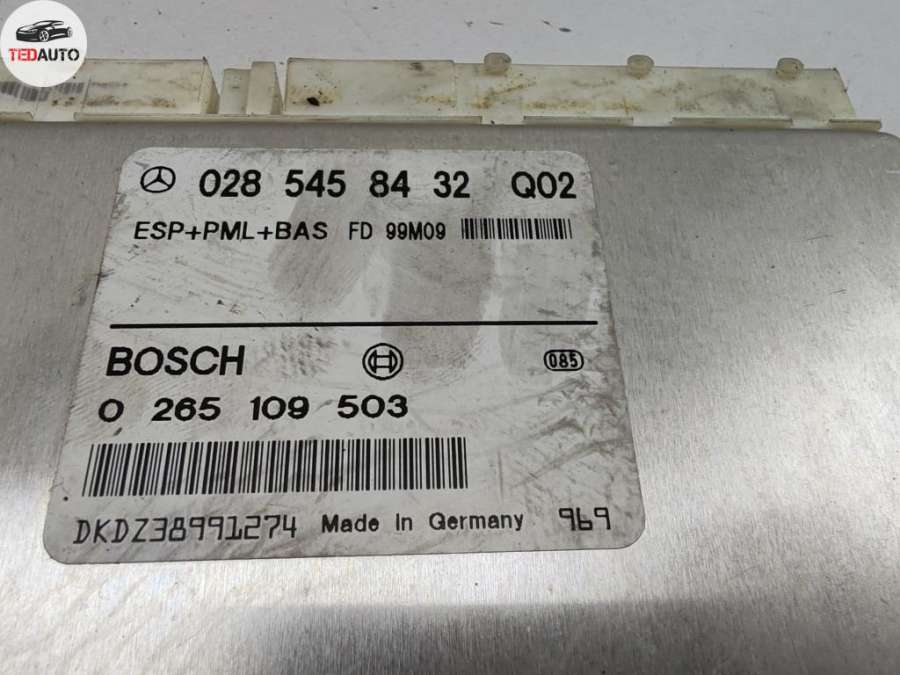 TEDAUTO
028 545 84 32 Q02
ESP+PML+BAS FD 99M09
BOSCH 085
0 265 109 503
DKDZ38991274 Made In Germany 969